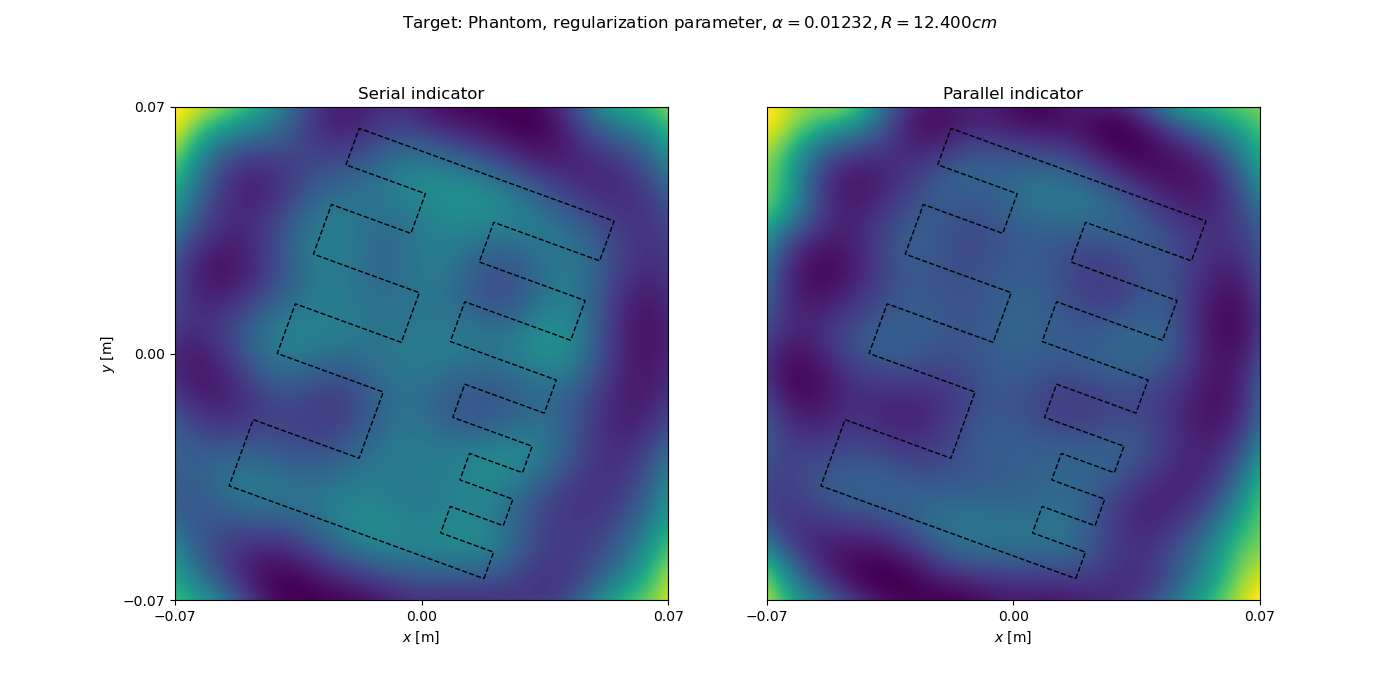 Target: Phantom, regularization parameter, α = 0.01232, R = 12.400cm
Serial indicator
Parallel indicator
0.07
0.00
−0.07
y [m]
−0.07
0.00
0.07
x [m]
−0.07
0.00
0.07
x [m]